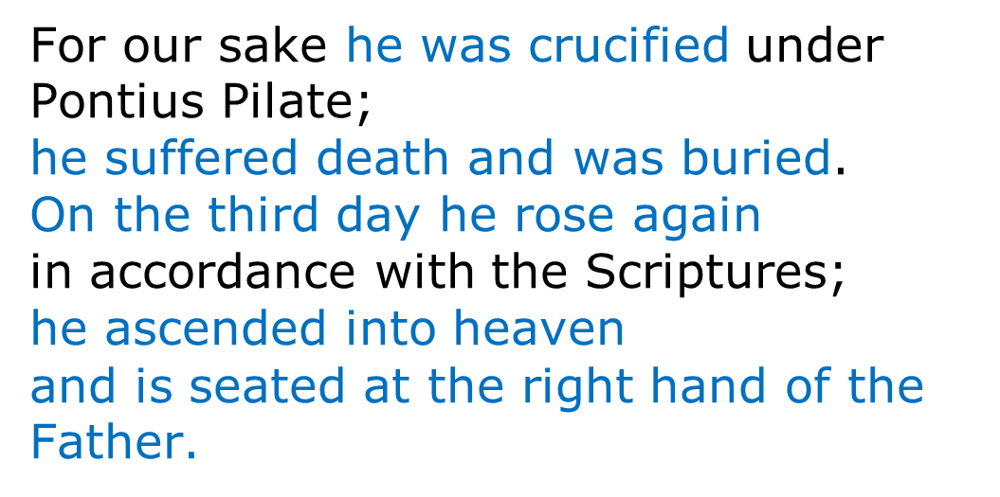 For our sake he was crucified under
Pontius Pilate;
he suffered death and was buried.
On the third day he rose again
in accordance with the Scriptures;
he ascended into heaven
and is seated at the right hand of the
Father.